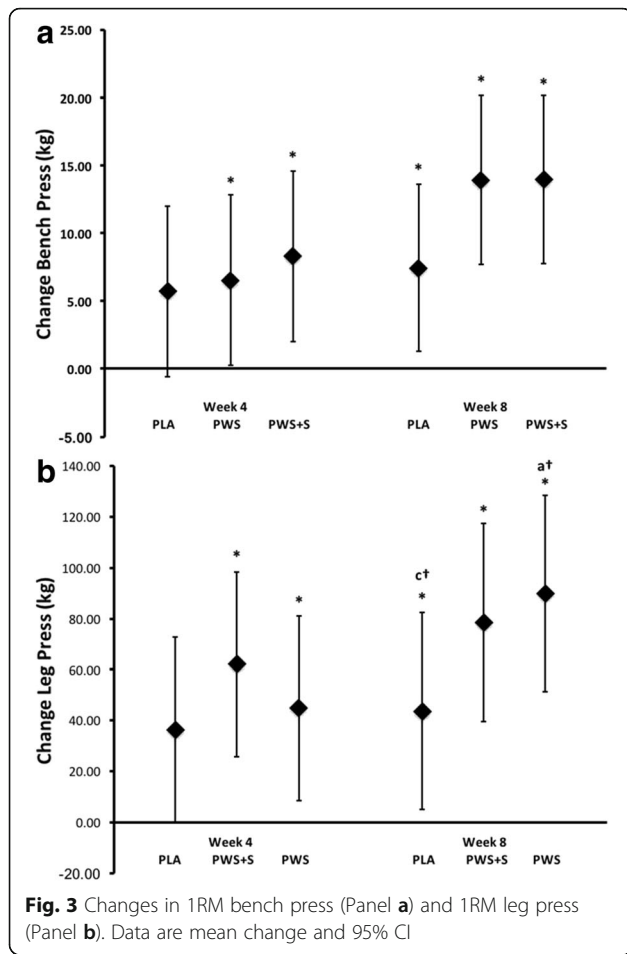 a
25.00
20.00
15.00
10.00
5.00
0.00
-5.00
Change Bench Press (kg)
* * * * *
Week 4 Week 8
PLA PWS PWS+S PLA PWS PWS+S
b
140.00
120.00
100.00
80.00
60.00
40.00
20.00
0.00
-20.00
Change Leg Press (kg)
a†
* * * c† * *
Week 4 Week 8
PLA PWS+S PWS PLA PWS+S PWS
Fig. 3 Changes in 1RM bench press (Panel a) and 1RM leg press
(Panel b). Data are mean change and 95% CI